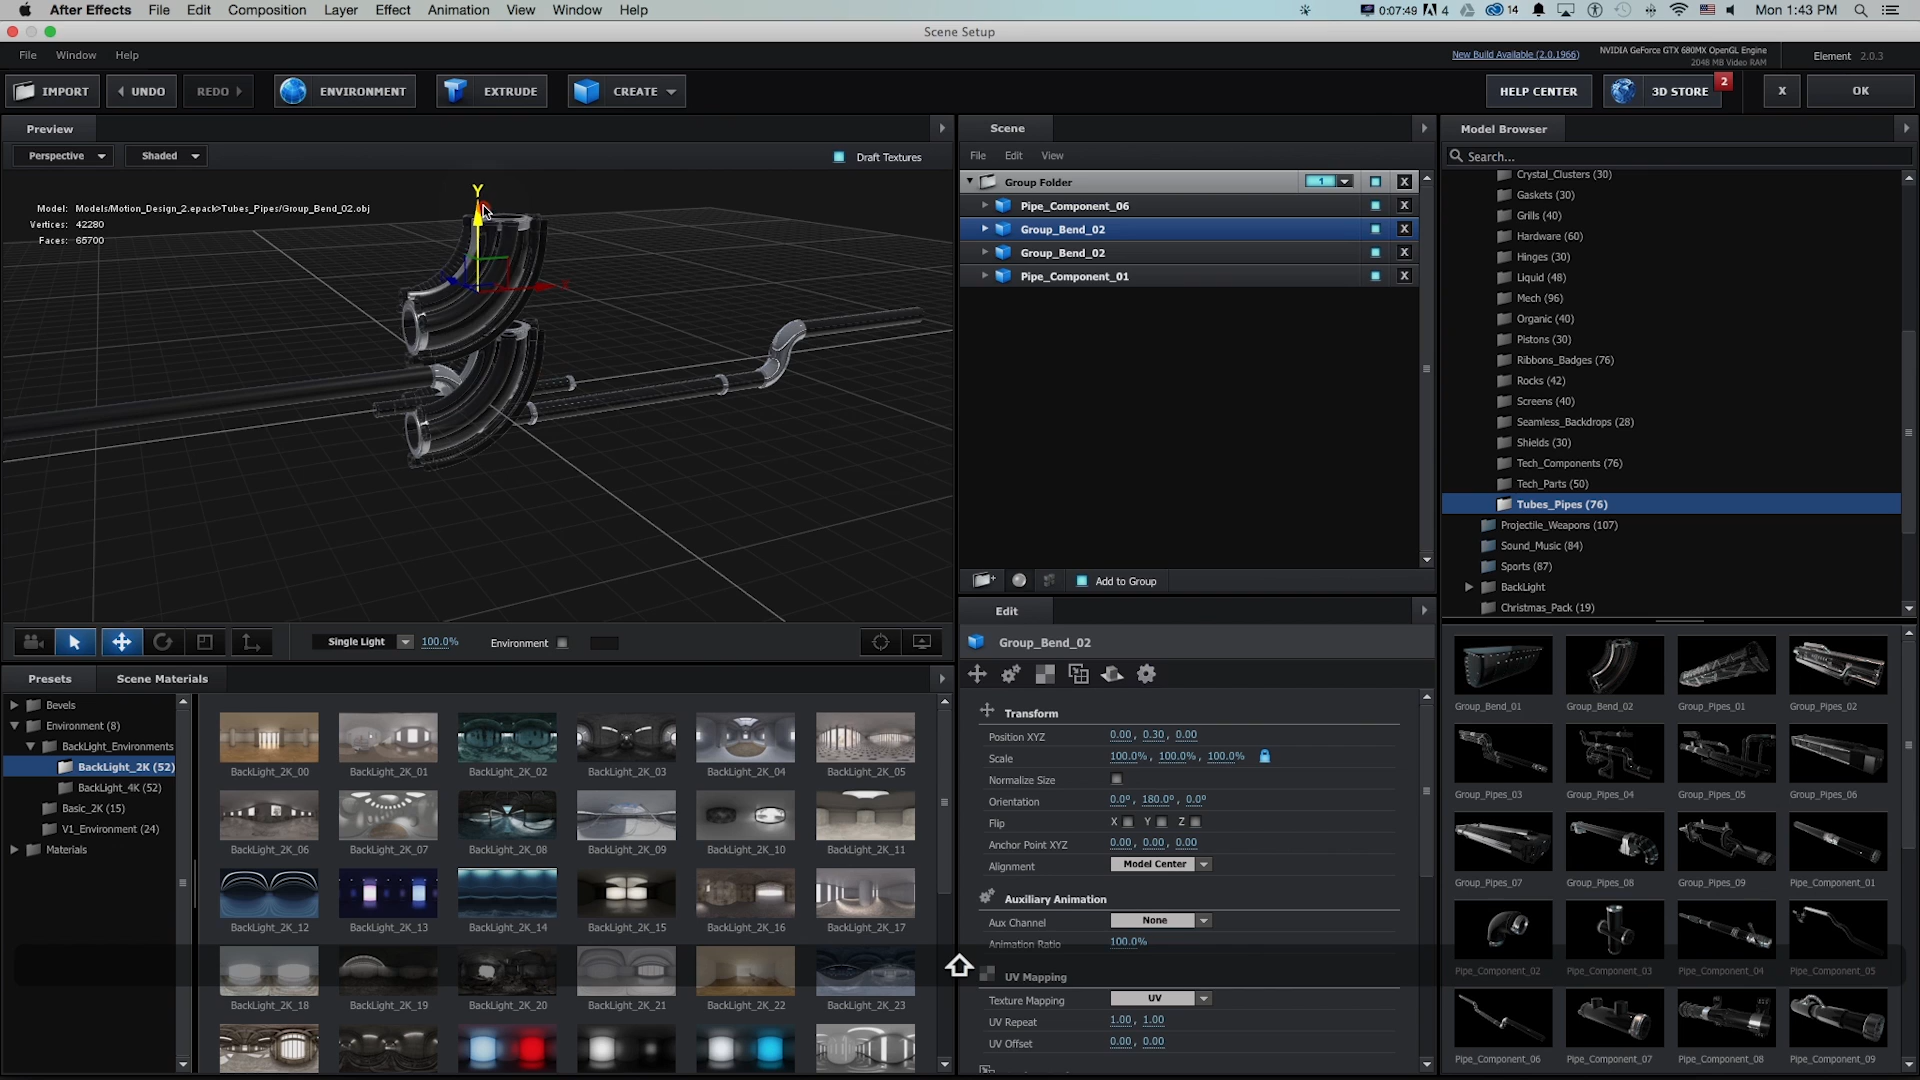 After Effects File Edit Composition Layer Effect Animation View Window Help 0:07:49 4 14 Mon 1:43 PM
Scene Setup
File Window Help New Build Available (2.0.1966) NVIDIA GeForce GTX 680MX OpenGL Engine
2048 MB Video RAM Element 2.0.3
IMPORT UNDO REDO ENVIRONMENT EXTRUDE CREATE HELP CENTER 3D STORE 2 X OK
Preview
Perspective Shaded Draft Textures
Y
Model: Models/Motion_Design_2.epack>Tubes_Pipes/Group_Bend_02.obj
Vertices: 42280
Faces: 65700
X
Single Light 100.0% Environment
Scene
File Edit View
Group Folder 1 X
Pipe_Component_06 X
Group_Bend_02 X
Group_Bend_02 X
Pipe_Component_01 X
Add to Group
Model Browser
Search...
Crystal_Clusters (30)
Gaskets (30)
Grills (40)
Hardware (60)
Hinges (30)
Liquid (48)
Mech (96)
Organic (40)
Pistons (30)
Ribbons_Badges (76)
Rocks (42)
Screens (40)
Seamless_Backdrops (28)
Shields (30)
Tech_Components (76)
Tech_Parts (50)
Tubes_Pipes (76)
Projectile_Weapons (107)
Sound_Music (84)
Sports (87)
BackLight
Christmas_Pack (19)
Presets Scene Materials
Bevels
Environment (8)
BackLight_Environments
BackLight_2K (52)
BackLight_4K (52)
Basic_2K (15)
V1_Environment (24)
Materials
BackLight_2K_00 BackLight_2K_01 BackLight_2K_02 BackLight_2K_03 BackLight_2K_04 BackLight_2K_05
BackLight_2K_06 BackLight_2K_07 BackLight_2K_08 BackLight_2K_09 BackLight_2K_10 BackLight_2K_11
BackLight_2K_12 BackLight_2K_13 BackLight_2K_14 BackLight_2K_15 BackLight_2K_16 BackLight_2K_17
BackLight_2K_18 BackLight_2K_19 BackLight_2K_20 BackLight_2K_21 BackLight_2K_22 BackLight_2K_23
Edit
Group_Bend_02
Transform
Position XYZ 0.00, 0.30, 0.00
Scale 100.0%, 100.0%, 100.0%
Normalize Size
Orientation 0.0°, 180.0°, 0.0°
Flip X Y Z
Anchor Point XYZ 0.00, 0.00, 0.00
Alignment Model Center
Auxiliary Animation
Aux Channel None
Animation Ratio 100.0%
UV Mapping
Texture Mapping UV
UV Repeat 1.00, 1.00
UV Offset 0.00, 0.00
Group_Bend_01 Group_Bend_02 Group_Pipes_01 Group_Pipes_02
Group_Pipes_03 Group_Pipes_04 Group_Pipes_05 Group_Pipes_06
Group_Pipes_07 Group_Pipes_08 Group_Pipes_09 Pipe_Component_01
Pipe_Component_02 Pipe_Component_03 Pipe_Component_04 Pipe_Component_05
Pipe_Component_06 Pipe_Component_07 Pipe_Component_08 Pipe_Component_09